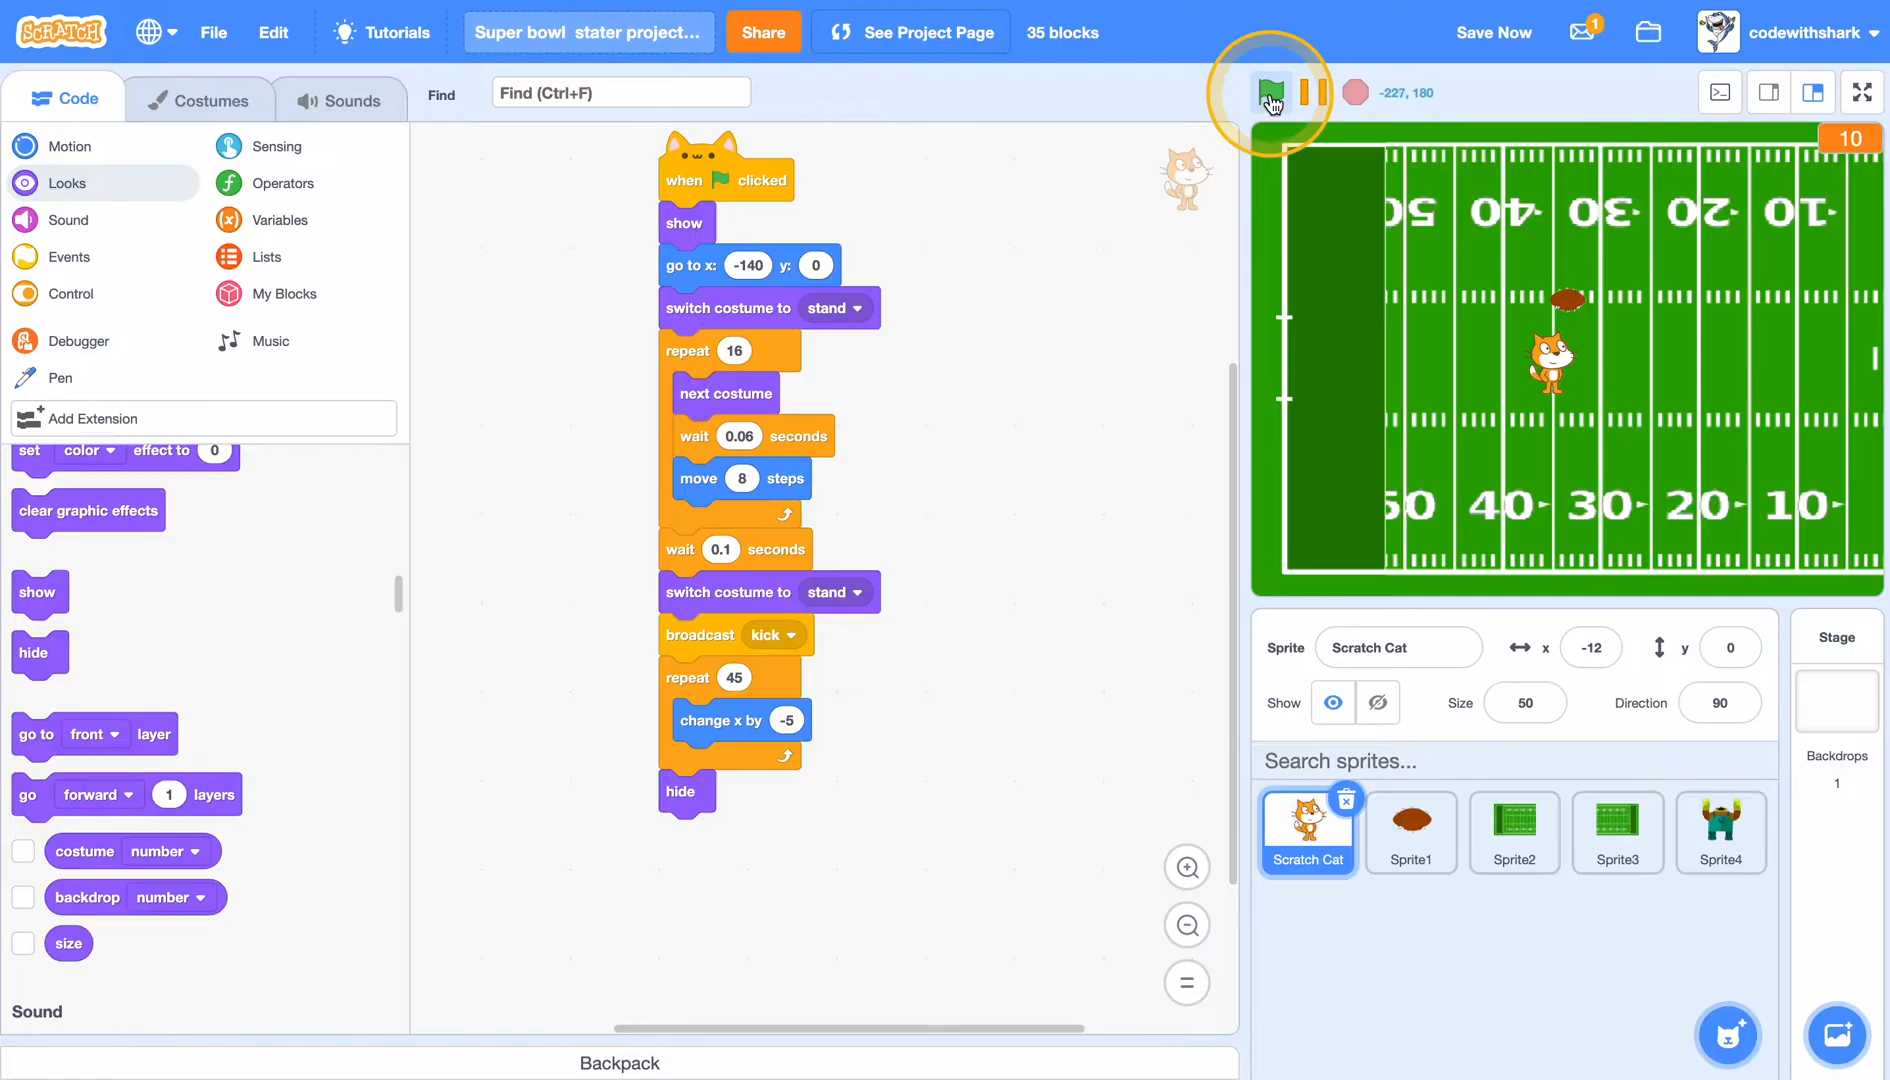 SCRATCH
File
Edit
Tutorials
Super bowl stater project...
Share
See Project Page
35 blocks
Save Now
1
codewithshark
Code
Costumes
Sounds
Find
Find (Ctrl+F)
-227, 180
Motion
Sensing
Looks
Operators
Sound
Variables
Events
Lists
Control
My Blocks
Debugger
Music
Pen
Add Extension
set color effect to 0
clear graphic effects
show
hide
go to front layer
go forward 1 layers
costume number
backdrop number
size
Sound
when clicked
show
go to x: -140 y: 0
switch costume to stand
repeat 16
next costume
wait 0.06 seconds
move 8 steps
wait 0.1 seconds
switch costume to stand
broadcast kick
repeat 45
change x by -5
hide
Backpack
10
50 40 30 20 10
50 40 30 20 10
Sprite Scratch Cat x -12 y 0
Show Size 50 Direction 90
Search sprites...
Scratch Cat
Sprite1
Sprite2
Sprite3
Sprite4
Stage
Backdrops
1